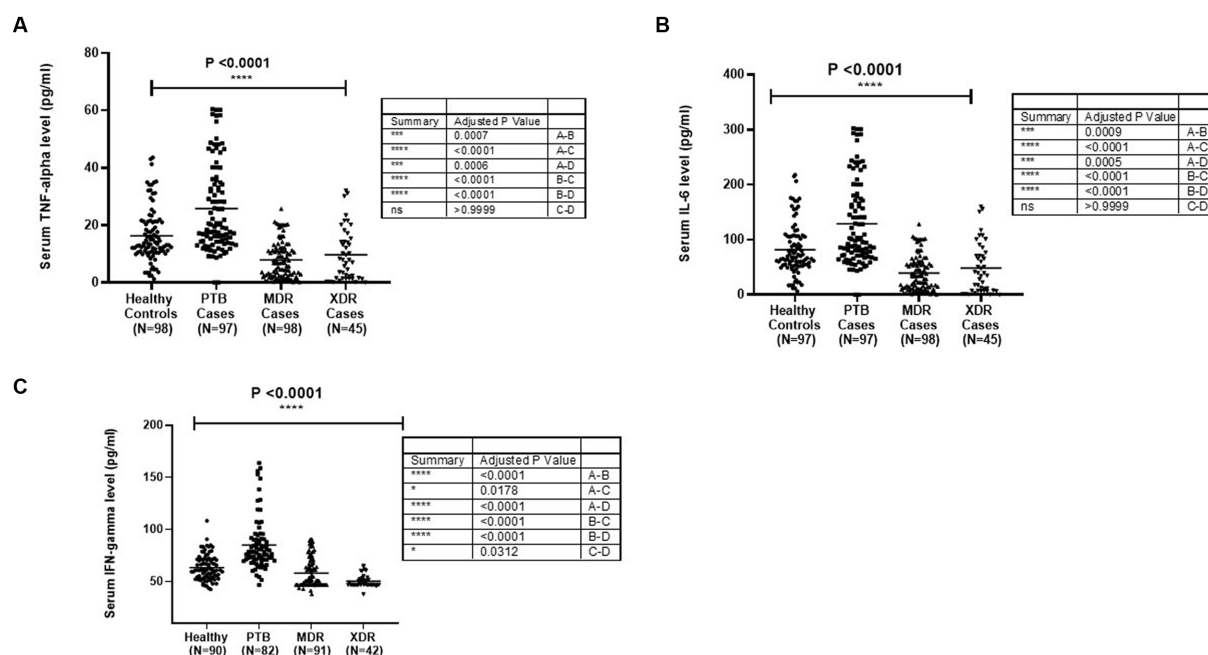 A
P <0.0001
****
Serum TNF-alpha level (pg/ml)
80
60
40
20
0
Healthy Controls (N=98)
PTB Cases (N=97)
MDR Cases (N=98)
XDR Cases (N=45)
Summary Adjusted P Value
*** 0.0007 A-B
**** <0.0001 A-C
*** 0.0006 A-D
**** <0.0001 B-C
**** <0.0001 B-D
ns >0.9999 C-D
B
P <0.0001
****
Serum IL-6 level (pg/ml)
400
300
200
100
0
Healthy Controls (N=97)
PTB Cases (N=97)
MDR Cases (N=98)
XDR Cases (N=45)
Summary Adjusted P Value
*** 0.0009 A-B
**** <0.0001 A-C
*** 0.0005 A-D
**** <0.0001 B-C
**** <0.0001 B-D
ns >0.9999 C-D
C
P <0.0001
****
Serum IFN-gamma level (pg/ml)
200
150
100
50
Healthy (N=90)
PTB (N=82)
MDR (N=91)
XDR (N=42)
Summary Adjusted P Value
**** <0.0001 A-B
* 0.0178 A-C
**** <0.0001 A-D
**** <0.0001 B-C
**** <0.0001 B-D
* 0.0312 C-D